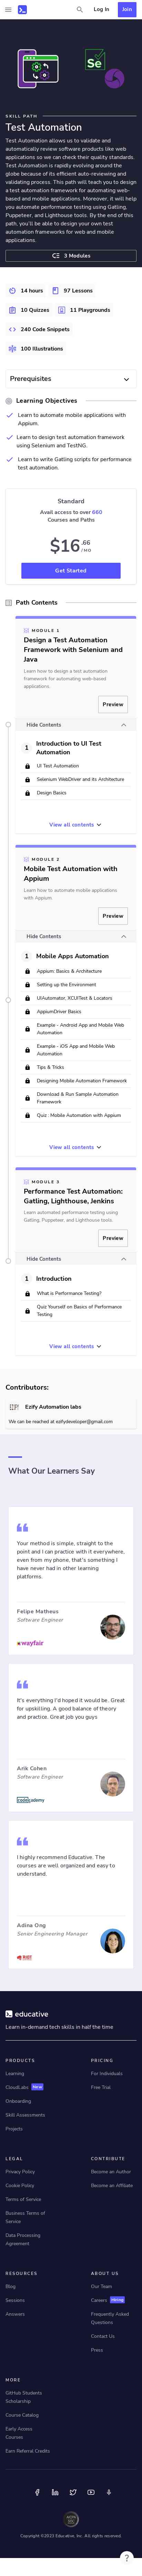 Log In
Join
SKILL PATH
Test Automation
Test Automation allows us to validate and
automatically review software products like web
applications so we can check their quality standards.
Test Automation is rapidly evolving around the
globe because of its efficient auto-reviewing and
validating process. This path will teach you to design
a test automation framework for testing web-based
and mobile applications. Moreover, it will help you to
automate performance testing using Gatling,
Puppeteer, and Lighthouse tools. By the end of this
path, you will be able to create your own test
automation frameworks for web and mobile
applications.
3 Modules
14 hours
97 Lessons
10 Quizzes
11 Playgrounds
240 Code Snippets
100 Illustrations
Prerequisites
Learning Objectives
Learn to automate mobile applications with
Appium.
Learn to design test automation framework
using Selenium and TestNG.
Learn to write Gatling scripts for performance
test automation.
Standard
Avail access to over 660
Courses and Paths
$16.66
/ MO
Get Started
Path Contents
MODULE 1
Design a Test Automation
Framework with Selenium and
Java
Learn how to design a test automation
framework for automating web-based
applications.
Preview
Hide Contents
1
Introduction to UI Test
Automation
UI Test Automation
Selenium WebDriver and its Architecture
Design Basics
View all contents
MODULE 2
Mobile Test Automation with
Appium
Learn how to automate mobile applications
with Appium.
Preview
Hide Contents
1
Mobile Apps Automation
Appium: Basics & Architecture
Setting up the Environment
UIAutomator, XCUITest & Locators
AppiumDriver Basics
Example - Android App and Mobile Web
Automation
Example - iOS App and Mobile Web
Automation
Tips & Tricks
Designing Mobile Automation Framework
Download & Run Sample Automation
Framework
Quiz : Mobile Automation with Appium
View all contents
MODULE 3
Performance Test Automation:
Gatling, Lighthouse, Jenkins
Learn automated performance testing using
Gatling, Puppeteer, and Lighthouse tools.
Preview
Hide Contents
1
Introduction
What is Performance Testing?
Quiz Yourself on Basics of Performance
Testing
View all contents
Contributors:
Ezify Automation labs
We can be reached at ezifydeveloper@gmail.com
What Our Learners Say
Your method is simple, straight to the
point and I can practice with it everywhere,
even from my phone, that's something I
have never had in other learning
platforms.
Felipe Matheus
Software Engineer
wayfair
It's everything I'd hoped it would be. Great
for upskilling. A good balance of theory
and practice. Great job you guys
Arik Cohen
Software Engineer
codecademy
I highly recommend Educative. The
courses are well organized and easy to
understand.
Adina Ong
Senior Engineering Manager
RIOT
educative
Learn in-demand tech skills in half the time
PRODUCTS
Learning
CloudLabs
New
Onboarding
Skill Assessments
Projects
PRICING
For Individuals
Free Trial
LEGAL
Privacy Policy
Cookie Policy
Terms of Service
Business Terms of
Service
Data Processing
Agreement
CONTRIBUTE
Become an Author
Become an Affiliate
RESOURCES
Blog
Sessions
Answers
ABOUT US
Our Team
Careers
Hiring
Frequently Asked
Questions
Contact Us
Press
MORE
GitHub Students
Scholarship
Course Catalog
Early Access
Courses
Earn Referral Credits
Copyright ©2023 Educative, Inc. All rights reserved.
?